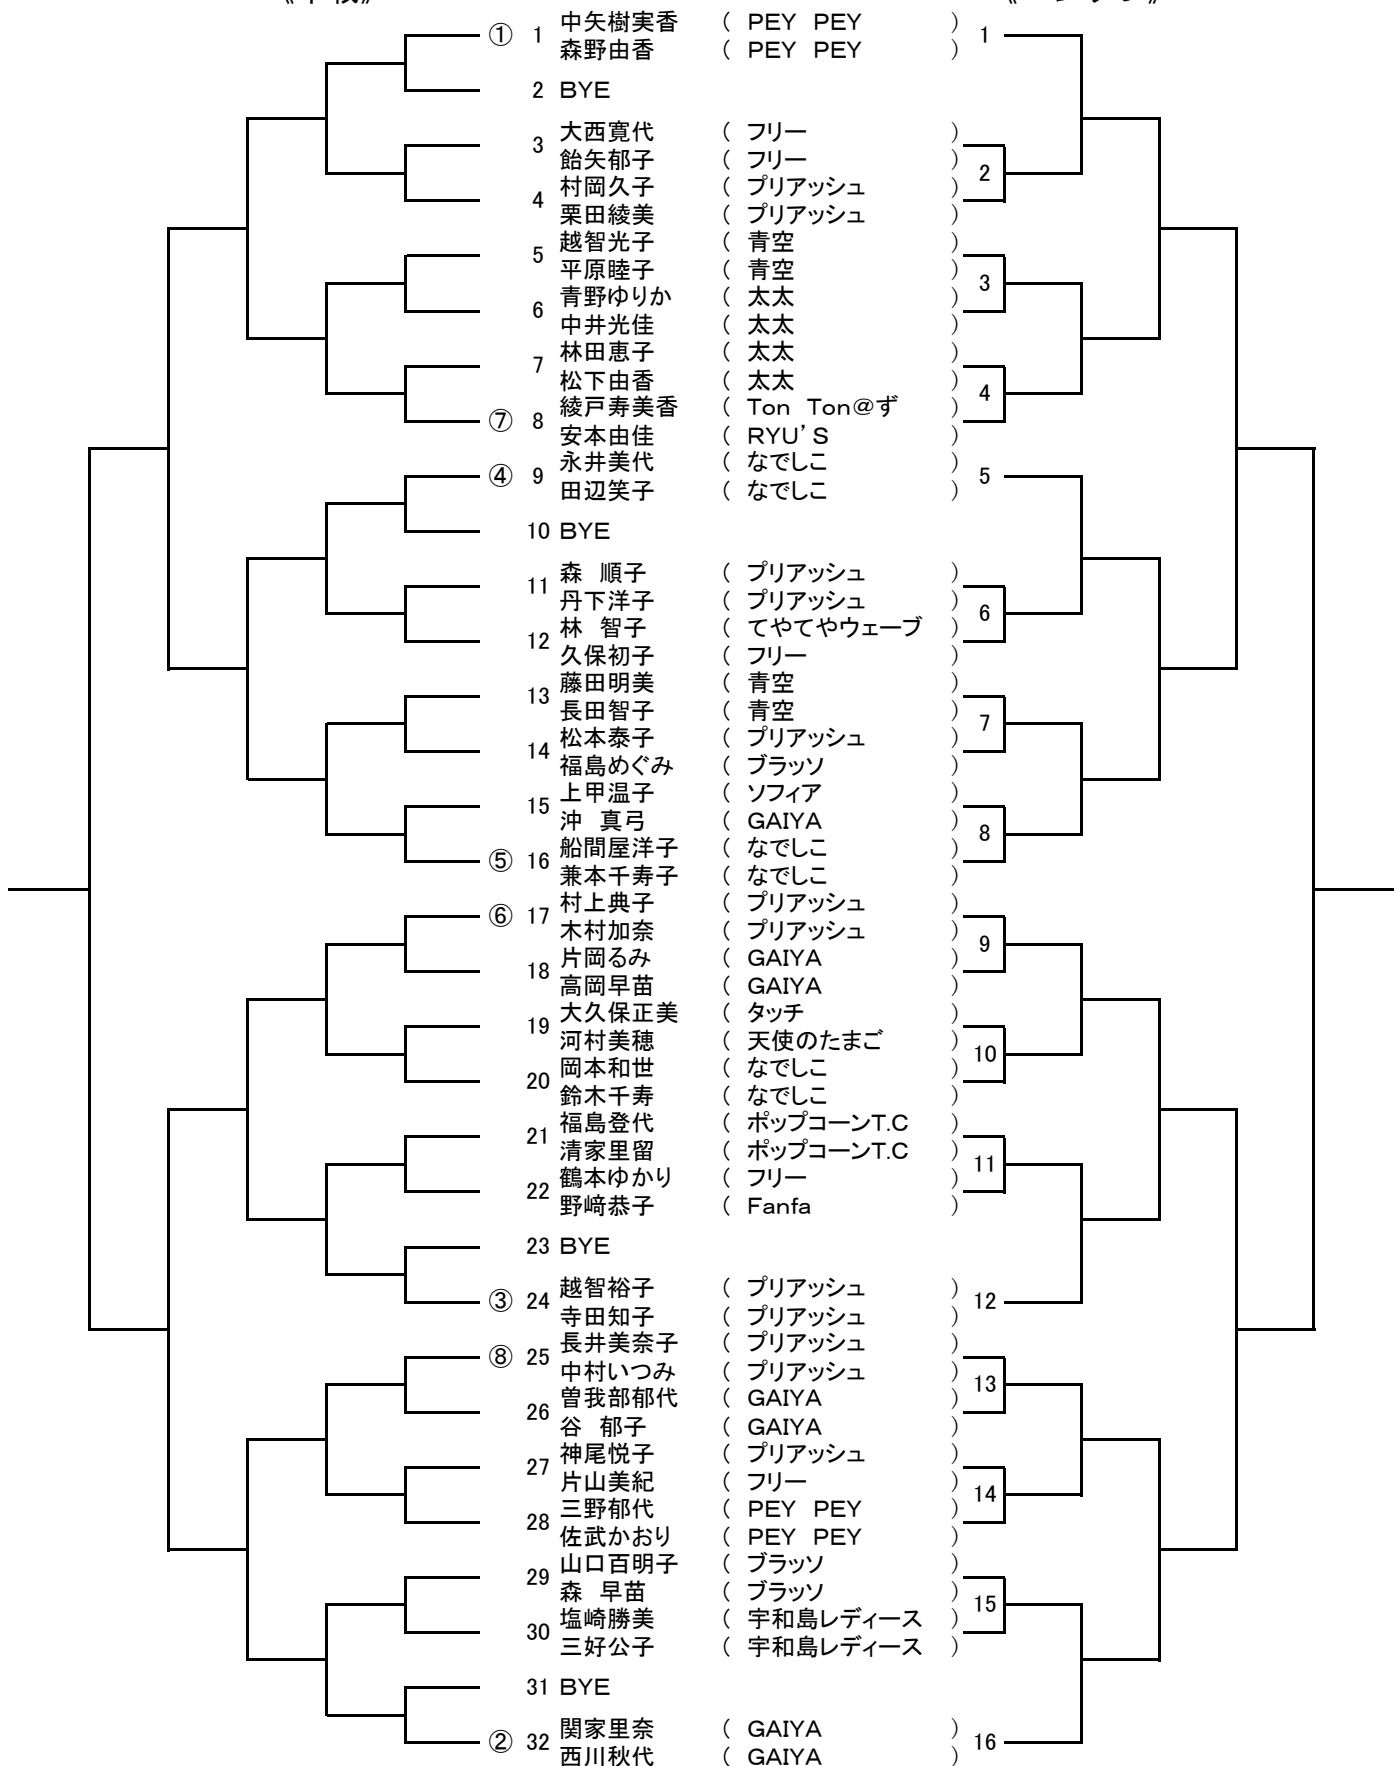 ① 1 中矢樹実香 ( PEY PEY ) 1
森野由香 ( PEY PEY )
2 BYE
3 大西寛代 ( フリー )
飴矢郁子 ( フリー ) 2
4 村岡久子 ( プリアッシュ )
栗田綾美 ( プリアッシュ )
5 越智光子 ( 青空 )
平原睦子 ( 青空 ) 3
6 青野ゆりか ( 太太 )
中井光佳 ( 太太 )
7 林田恵子 ( 太太 )
松下由香 ( 太太 ) 4
⑦ 8 綾戸寿美香 ( Ton Ton@ず )
安本由佳 ( RYU'S )
④ 9 永井美代 ( なでしこ ) 5
田辺笑子 ( なでしこ )
10 BYE
11 森 順子 ( プリアッシュ )
丹下洋子 ( プリアッシュ ) 6
12 林 智子 ( てやてやウェーブ )
久保初子 ( フリー )
13 藤田明美 ( 青空 )
長田智子 ( 青空 ) 7
14 松本泰子 ( プリアッシュ )
福島めぐみ ( ブラッソ )
15 上甲温子 ( ソフィア )
沖 真弓 ( GAIYA ) 8
⑤ 16 船間屋洋子 ( なでしこ )
兼本千寿子 ( なでしこ )
⑥ 17 村上典子 ( プリアッシュ )
木村加奈 ( プリアッシュ ) 9
18 片岡るみ ( GAIYA )
高岡早苗 ( GAIYA )
19 大久保正美 ( タッチ )
河村美穂 ( 天使のたまご ) 10
20 岡本和世 ( なでしこ )
鈴木千寿 ( なでしこ )
21 福島登代 ( ポップコーンT.C )
清家里留 ( ポップコーンT.C ) 11
22 鶴本ゆかり ( フリー )
野﨑恭子 ( Fanfa )
23 BYE
③ 24 越智裕子 ( プリアッシュ ) 12
寺田知子 ( プリアッシュ )
⑧ 25 長井美奈子 ( プリアッシュ )
中村いつみ ( プリアッシュ ) 13
26 曽我部郁代 ( GAIYA )
谷 郁子 ( GAIYA )
27 神尾悦子 ( プリアッシュ )
片山美紀 ( フリー ) 14
28 三野郁代 ( PEY PEY )
佐武かおり ( PEY PEY )
29 山口百明子 ( ブラッソ )
森 早苗 ( ブラッソ ) 15
30 塩崎勝美 ( 宇和島レディース )
三好公子 ( 宇和島レディース )
31 BYE
② 32 関家里奈 ( GAIYA ) 16
西川秋代 ( GAIYA )